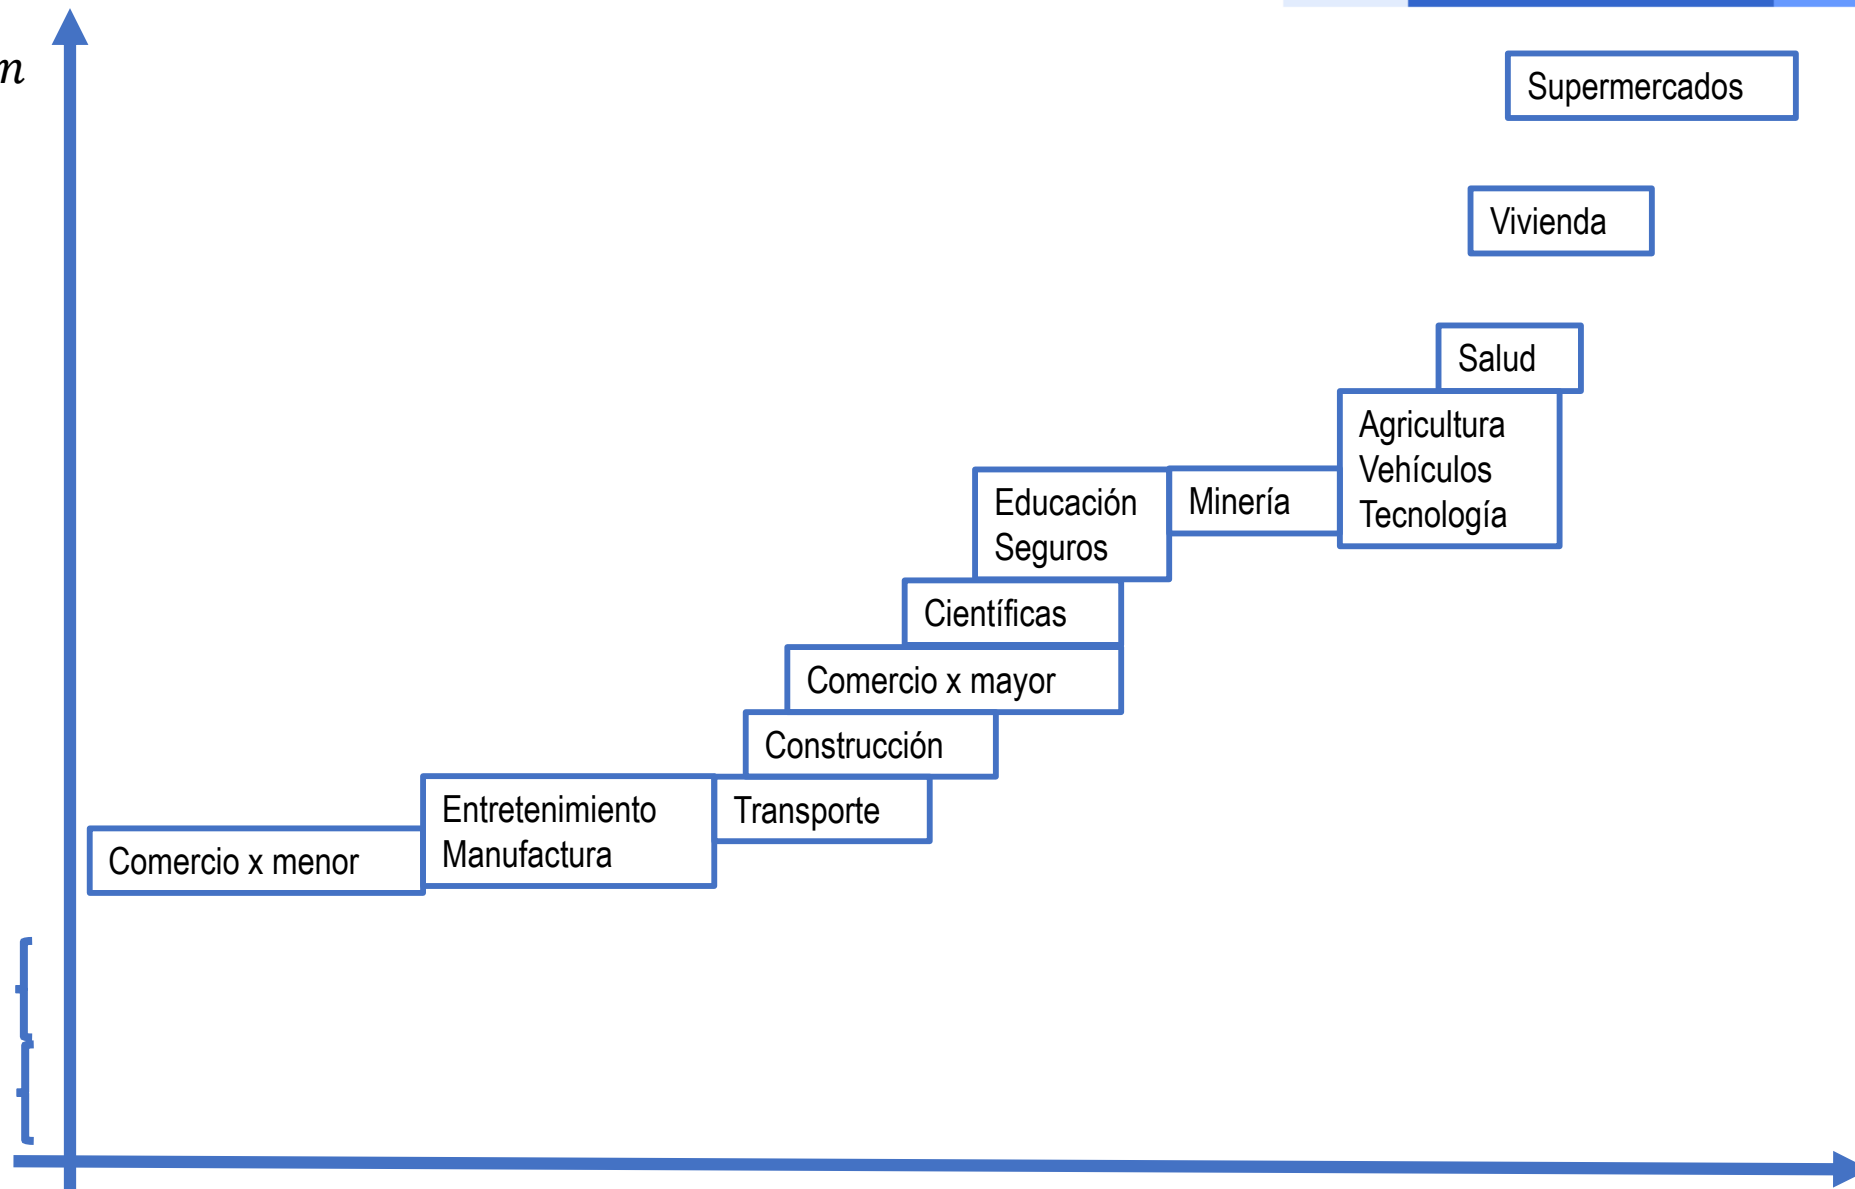 n
Supermercados
Vivienda
Salud
Agricultura
Vehículos
Tecnología
Educación
Seguros
Minería
Científicas
Comercio x mayor
Construcción
Entretenimiento
Manufactura
Transporte
Comercio x menor